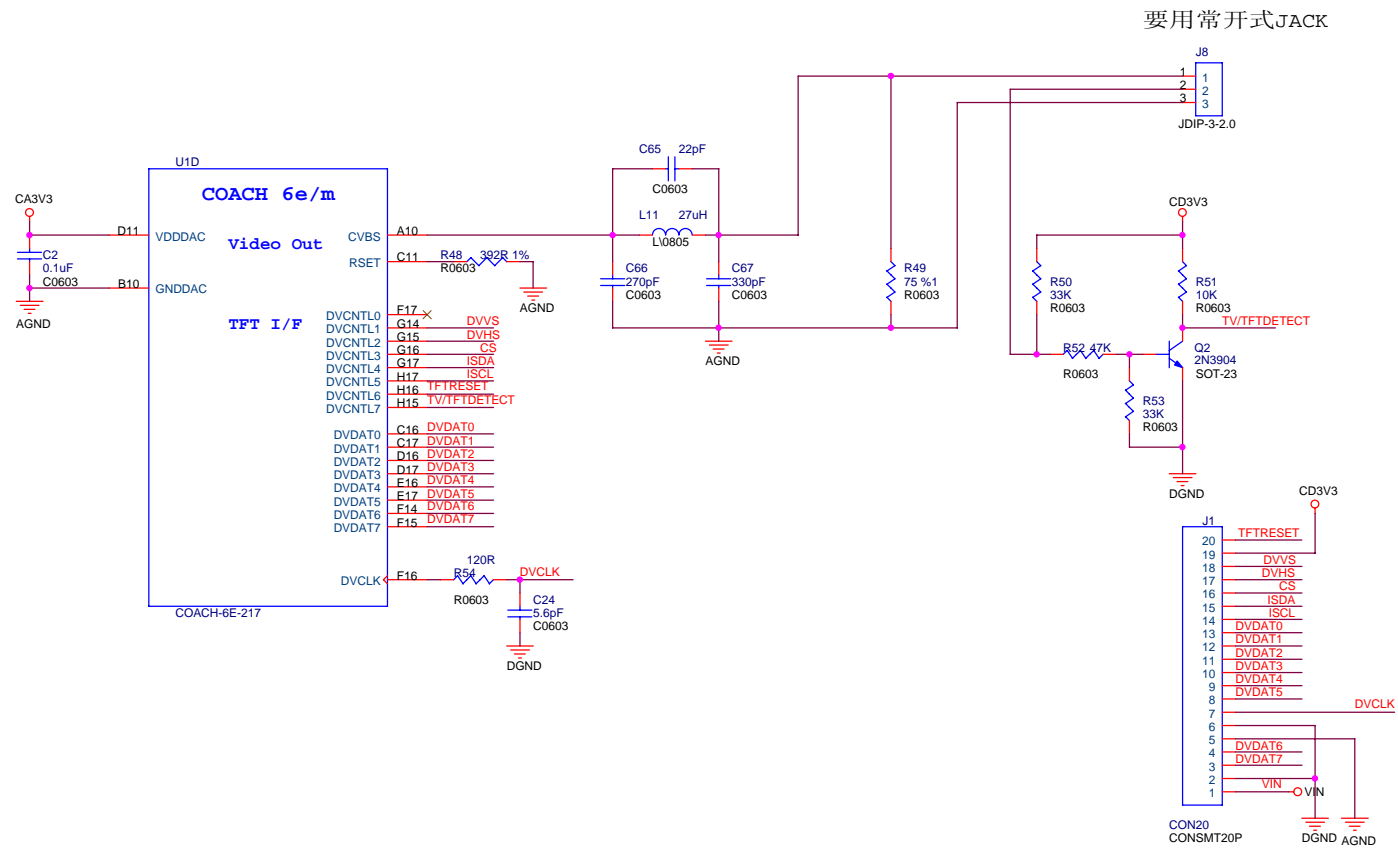 要用常开式JACK
J8
1 1
2 2
3 3
JDIP-3-2.0
C65 22pF
C0603
L11 27uH
L\0805
C66
270pF
C0603
C67
330pF
C0603
AGND
R49
75 %1
R0603
U1D
COACH 6e/m
Video Out
TFT I/F
CA3V3
C2
0.1uF
C0603
AGND
D11 VDDDAC
B10 GNDDAC
CVBS A10
RSET C11
R48 392R 1%
R0603
AGND
DVCNTL0 F17
DVCNTL1 G14 DVVS
DVCNTL2 G15 DVHS
DVCNTL3 G16 CS
DVCNTL4 G17 ISDA
DVCNTL5 H17 ISCL
DVCNTL6 H16 TFTRESET
DVCNTL7 H15 TV/TFTDETECT
DVDAT0 C16 DVDAT0
DVDAT1 C17 DVDAT1
DVDAT2 D16 DVDAT2
DVDAT3 D17 DVDAT3
DVDAT4 E16 DVDAT4
DVDAT5 E17 DVDAT5
DVDAT6 F14 DVDAT6
DVDAT7 F15 DVDAT7
DVCLK F16
120R
R54
R0603
DVCLK
C24
5.6pF
C0603
DGND
COACH-6E-217
CD3V3
R50
33K
R0603
R51
10K
R0603
TV/TFTDETECT
R52 47K
R0603
Q2
2N3904
SOT-23
R53
33K
R0603
DGND
CD3V3
J1
20 TFTRESET
19
18 DVVS
17 DVHS
16 CS
15 ISDA
14 ISCL
13 DVDAT0
12 DVDAT1
11 DVDAT2
10 DVDAT3
9 DVDAT4
8 DVDAT5
7 DVCLK
6
5
4 DVDAT6
3 DVDAT7
2
1 VIN VIN
DGND AGND
CON20
CONSMT20P